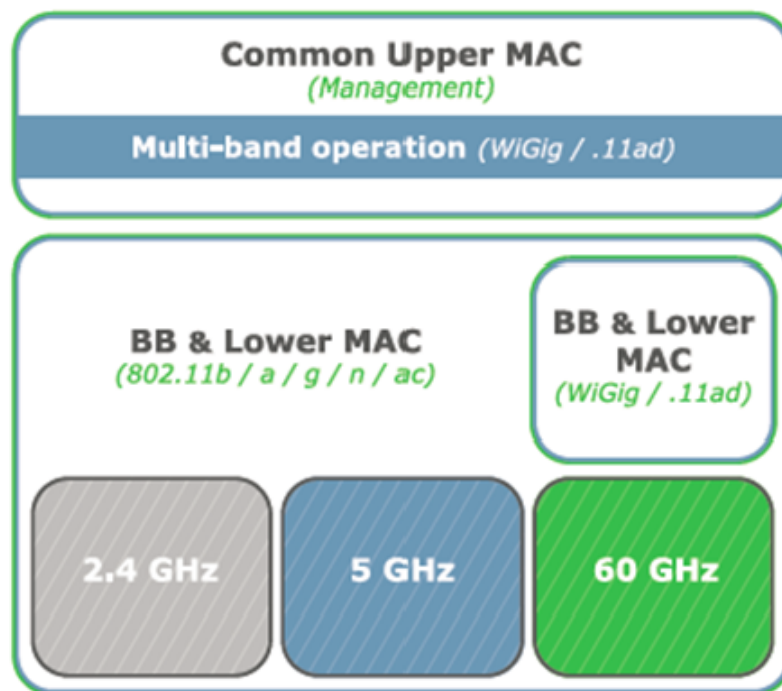 Common Upper MAC
(Management)
Multi-band operation (WiGig / .11ad)
BB & Lower MAC
(802.11b / a / g / n / ac)
BB & Lower
MAC
(WiGig / .11ad)
2.4 GHz
5 GHz
60 GHz